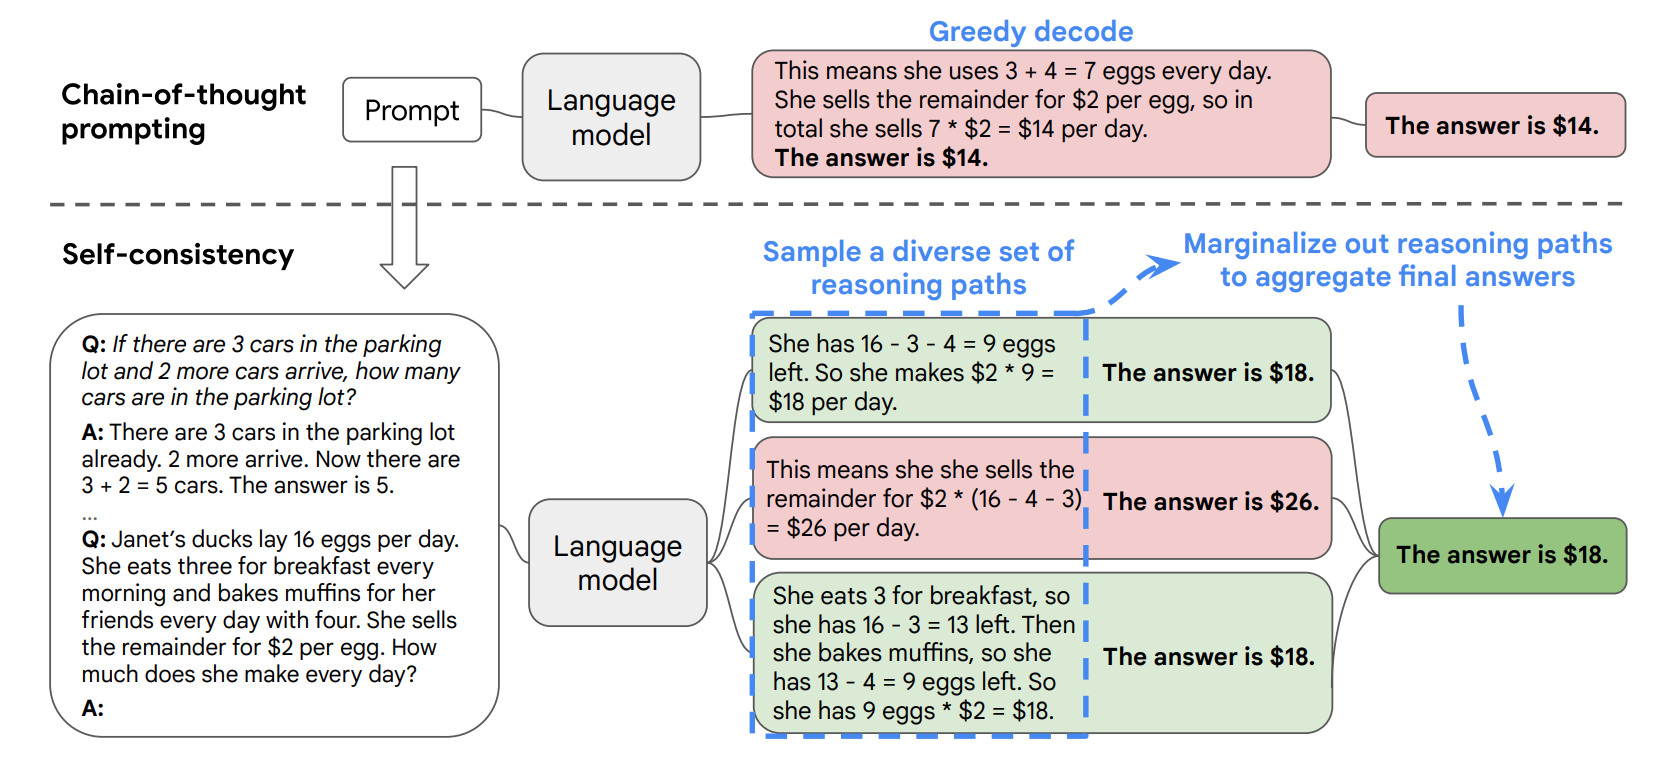 Greedy decode
Chain-of-thought
prompting
Prompt
Language
model
This means she uses 3 + 4 = 7 eggs every day.
She sells the remainder for $2 per egg, so in
total she sells 7 * $2 = $14 per day.
The answer is $14.
The answer is $14.
Self-consistency
Sample a diverse set of
reasoning paths
Marginalize out reasoning paths
to aggregate final answers
Q: If there are 3 cars in the parking
lot and 2 more cars arrive, how many
cars are in the parking lot?
A: There are 3 cars in the parking lot
already. 2 more arrive. Now there are
3 + 2 = 5 cars. The answer is 5.
...
Q: Janet's ducks lay 16 eggs per day.
She eats three for breakfast every
morning and bakes muffins for her
friends every day with four. She sells
the remainder for $2 per egg. How
much does she make every day?
A:
Language
model
She has 16 - 3 - 4 = 9 eggs
left. So she makes $2 * 9 =
$18 per day.
The answer is $18.
This means she she sells the
remainder for $2 * (16 - 4 - 3)
= $26 per day.
The answer is $26.
She eats 3 for breakfast, so
she has 16 - 3 = 13 left. Then
she bakes muffins, so she
has 13 - 4 = 9 eggs left. So
she has 9 eggs * $2 = $18.
The answer is $18.
The answer is $18.